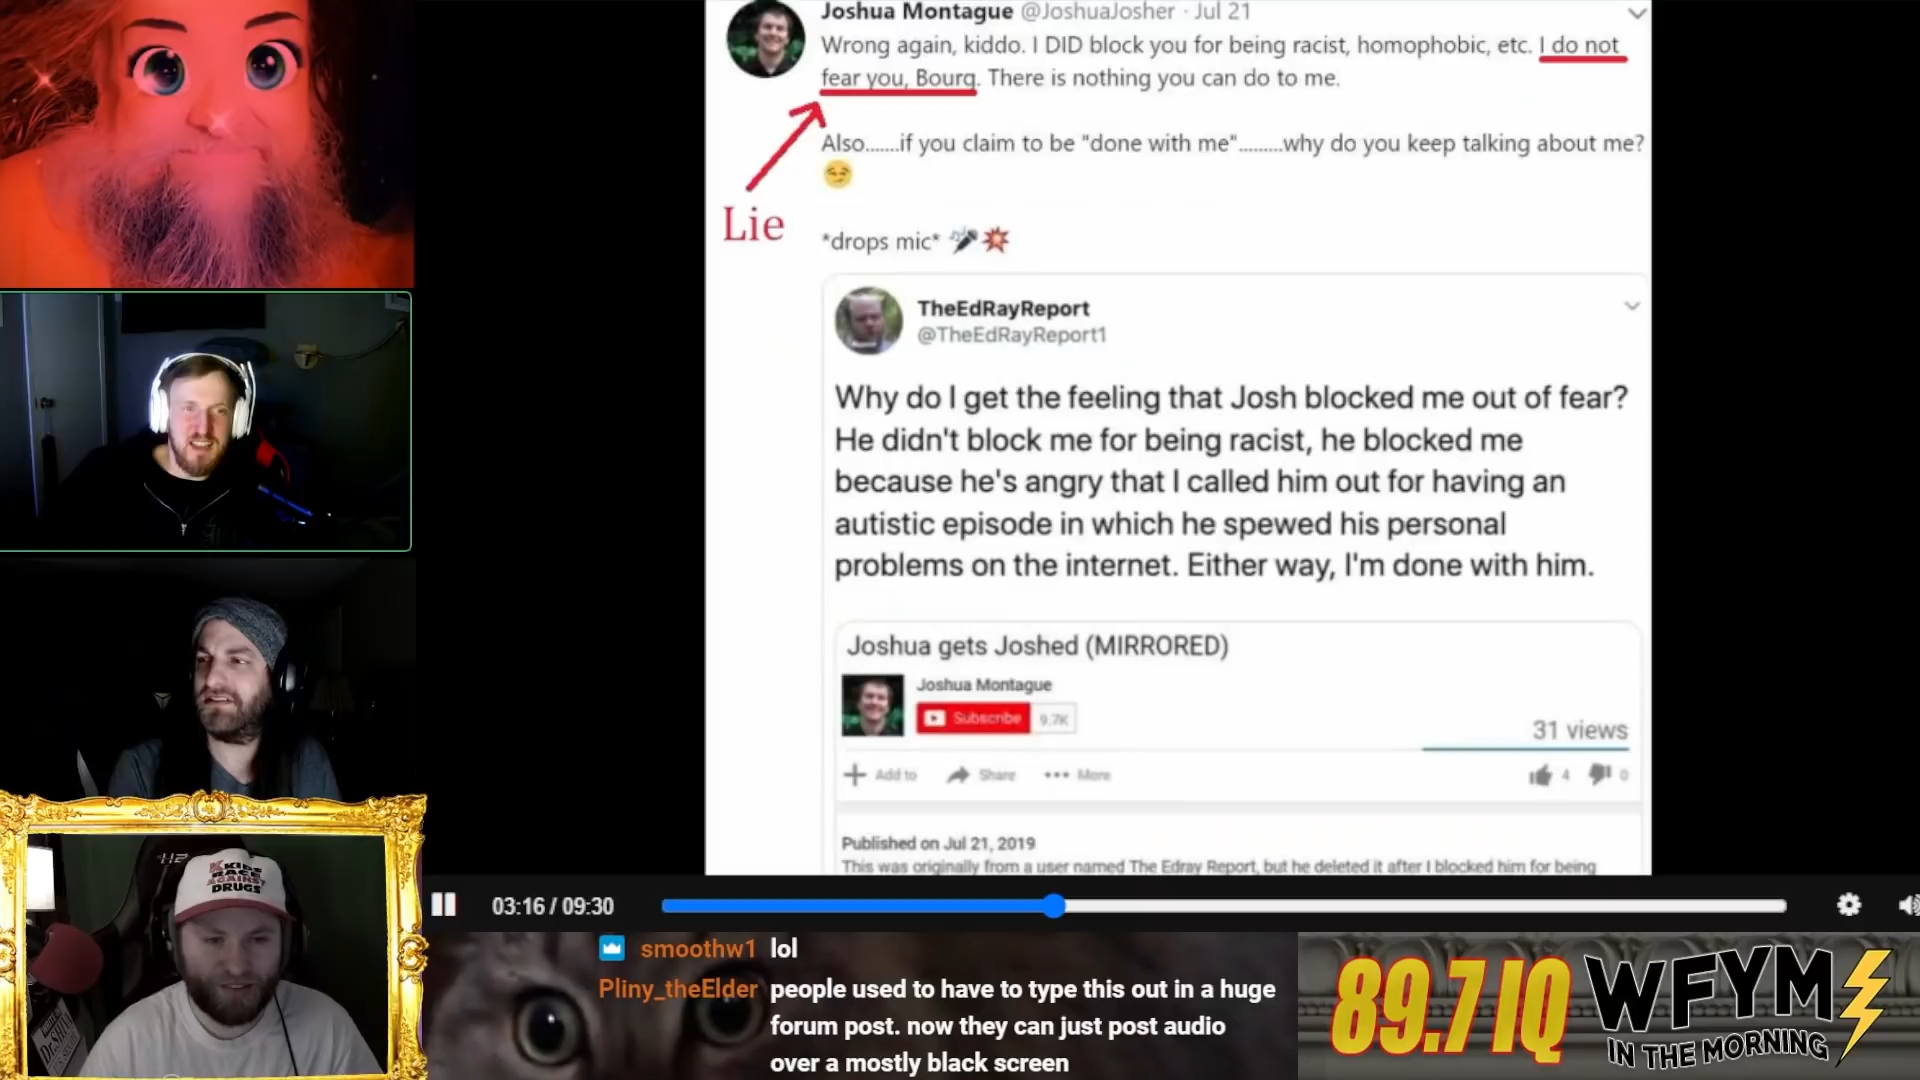 Joshua Montague @JoshuaJosher · Jul 21
Wrong again, kiddo. I DID block you for being racist, homophobic, etc. I do not
fear you, Bourg. There is nothing you can do to me.
Also.......if you claim to be "done with me".........why do you keep talking about me?
😏
Lie
*drops mic* 🎤💥
TheEdRayReport
@TheEdRayReport1
Why do I get the feeling that Josh blocked me out of fear?
He didn't block me for being racist, he blocked me
because he's angry that I called him out for having an
autistic episode in which he spewed his personal
problems on the internet. Either way, I'm done with him.
Joshua gets Joshed (MIRRORED)
Joshua Montague
Subscribe 9.7K
31 views
Add to Share More 4 0
Published on Jul 21, 2019
This was originally from a user named The Edray Report, but he deleted it after I blocked him for being
03:16 / 09:30
smoothw1 lol
Pliny_theElder people used to have to type this out in a huge
forum post. now they can just post audio
over a mostly black screen
KIDS
RACE
AGAINST
DRUGS
89.7 IQ WFYM
IN THE MORNING